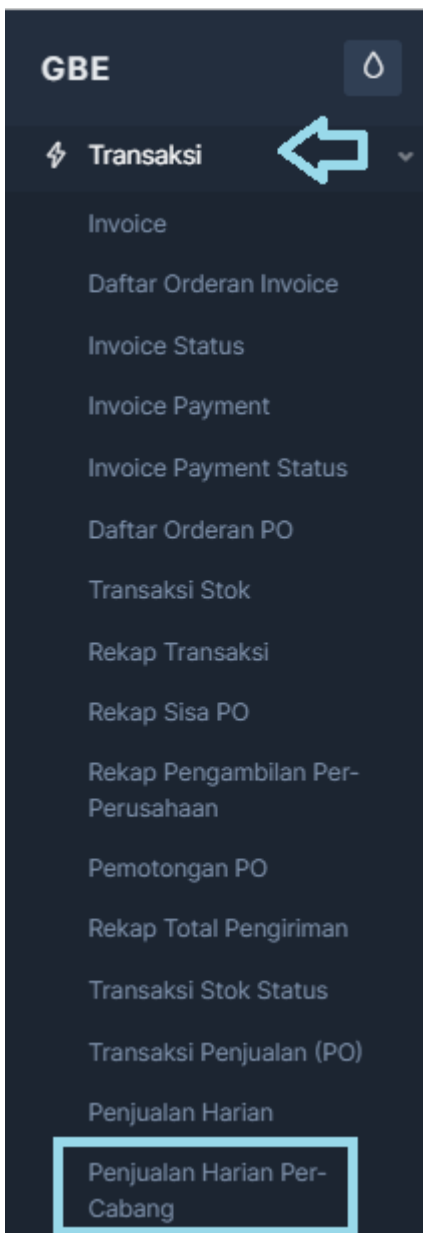 GBE
Transaksi
Invoice
Daftar Orderan Invoice
Invoice Status
Invoice Payment
Invoice Payment Status
Daftar Orderan PO
Transaksi Stok
Rekap Transaksi
Rekap Sisa PO
Rekap Pengambilan Per-
Perusahaan
Pemotongan PO
Rekap Total Pengiriman
Transaksi Stok Status
Transaksi Penjualan (PO)
Penjualan Harian
Penjualan Harian Per-
Cabang